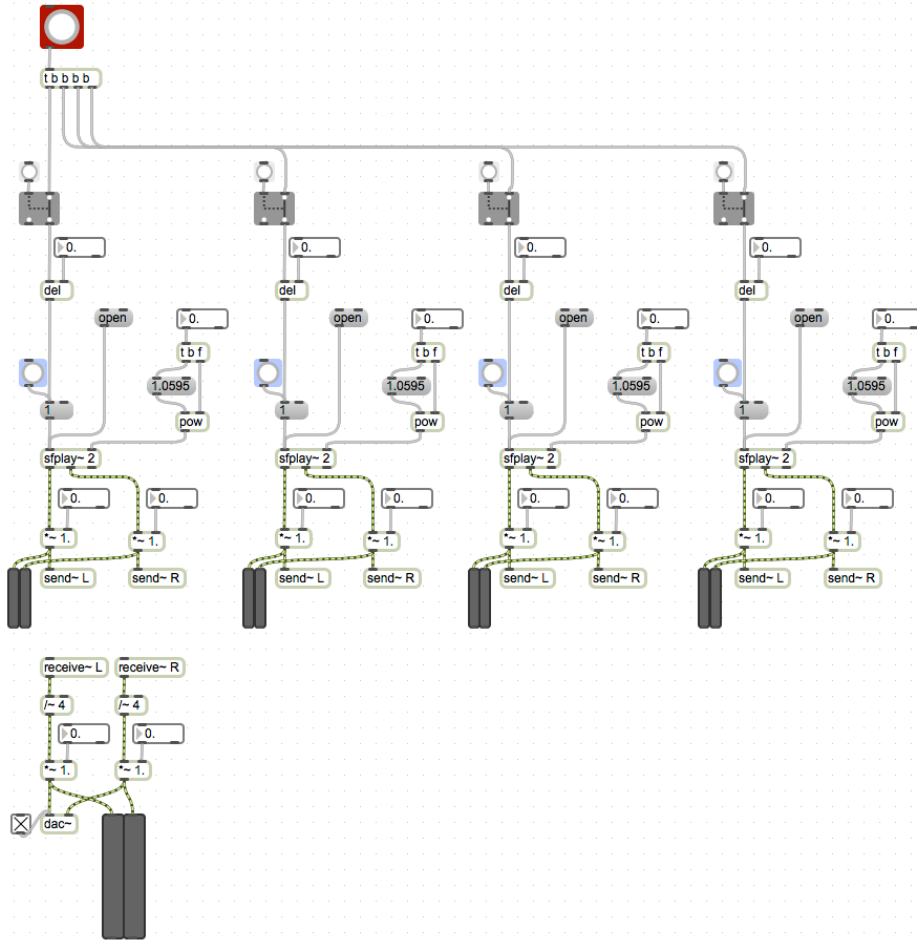 t b b b b
0. 0. 0. 0.
del del del del
open 0. open 0. open 0. open 0.
t b f t b f t b f t b f
1.0595 1.0595 1.0595 1.0595
1 1 1 1
pow pow pow pow
sfplay~ 2 sfplay~ 2 sfplay~ 2 sfplay~ 2
0. 0. 0. 0. 0. 0. 0. 0.
*~ 1. *~ 1. *~ 1. *~ 1. *~ 1. *~ 1. *~ 1. *~ 1.
send~ L send~ R send~ L send~ R send~ L send~ R send~ L send~ R
receive~ L receive~ R
/~ 4 /~ 4
0. 0.
*~ 1. *~ 1.
dac~